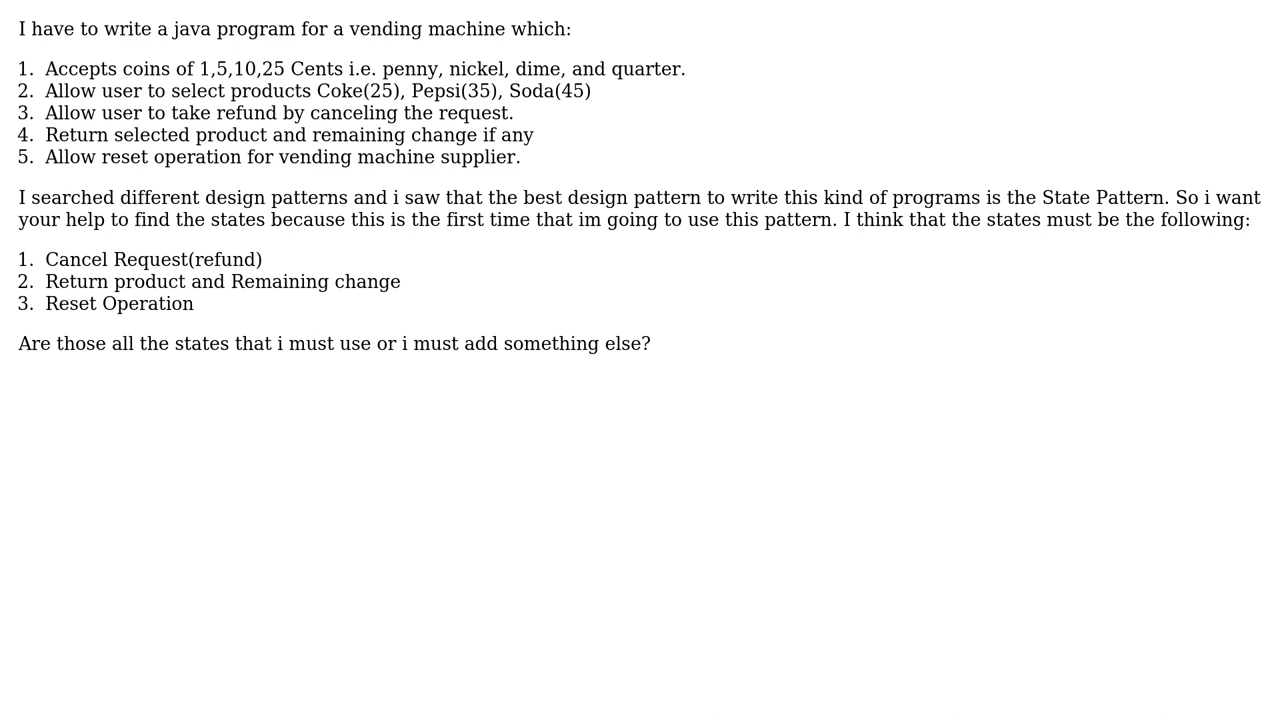 I have to write a java program for a vending machine which:
1. Accepts coins of 1,5,10,25 Cents i.e. penny, nickel, dime, and quarter.
2. Allow user to select products Coke(25), Pepsi(35), Soda(45)
3. Allow user to take refund by canceling the request.
4. Return selected product and remaining change if any
5. Allow reset operation for vending machine supplier.
I searched different design patterns and i saw that the best design pattern to write this kind of programs is the State Pattern. So i want
your help to find the states because this is the first time that im going to use this pattern. I think that the states must be the following:
1. Cancel Request(refund)
2. Return product and Remaining change
3. Reset Operation
Are those all the states that i must use or i must add something else?